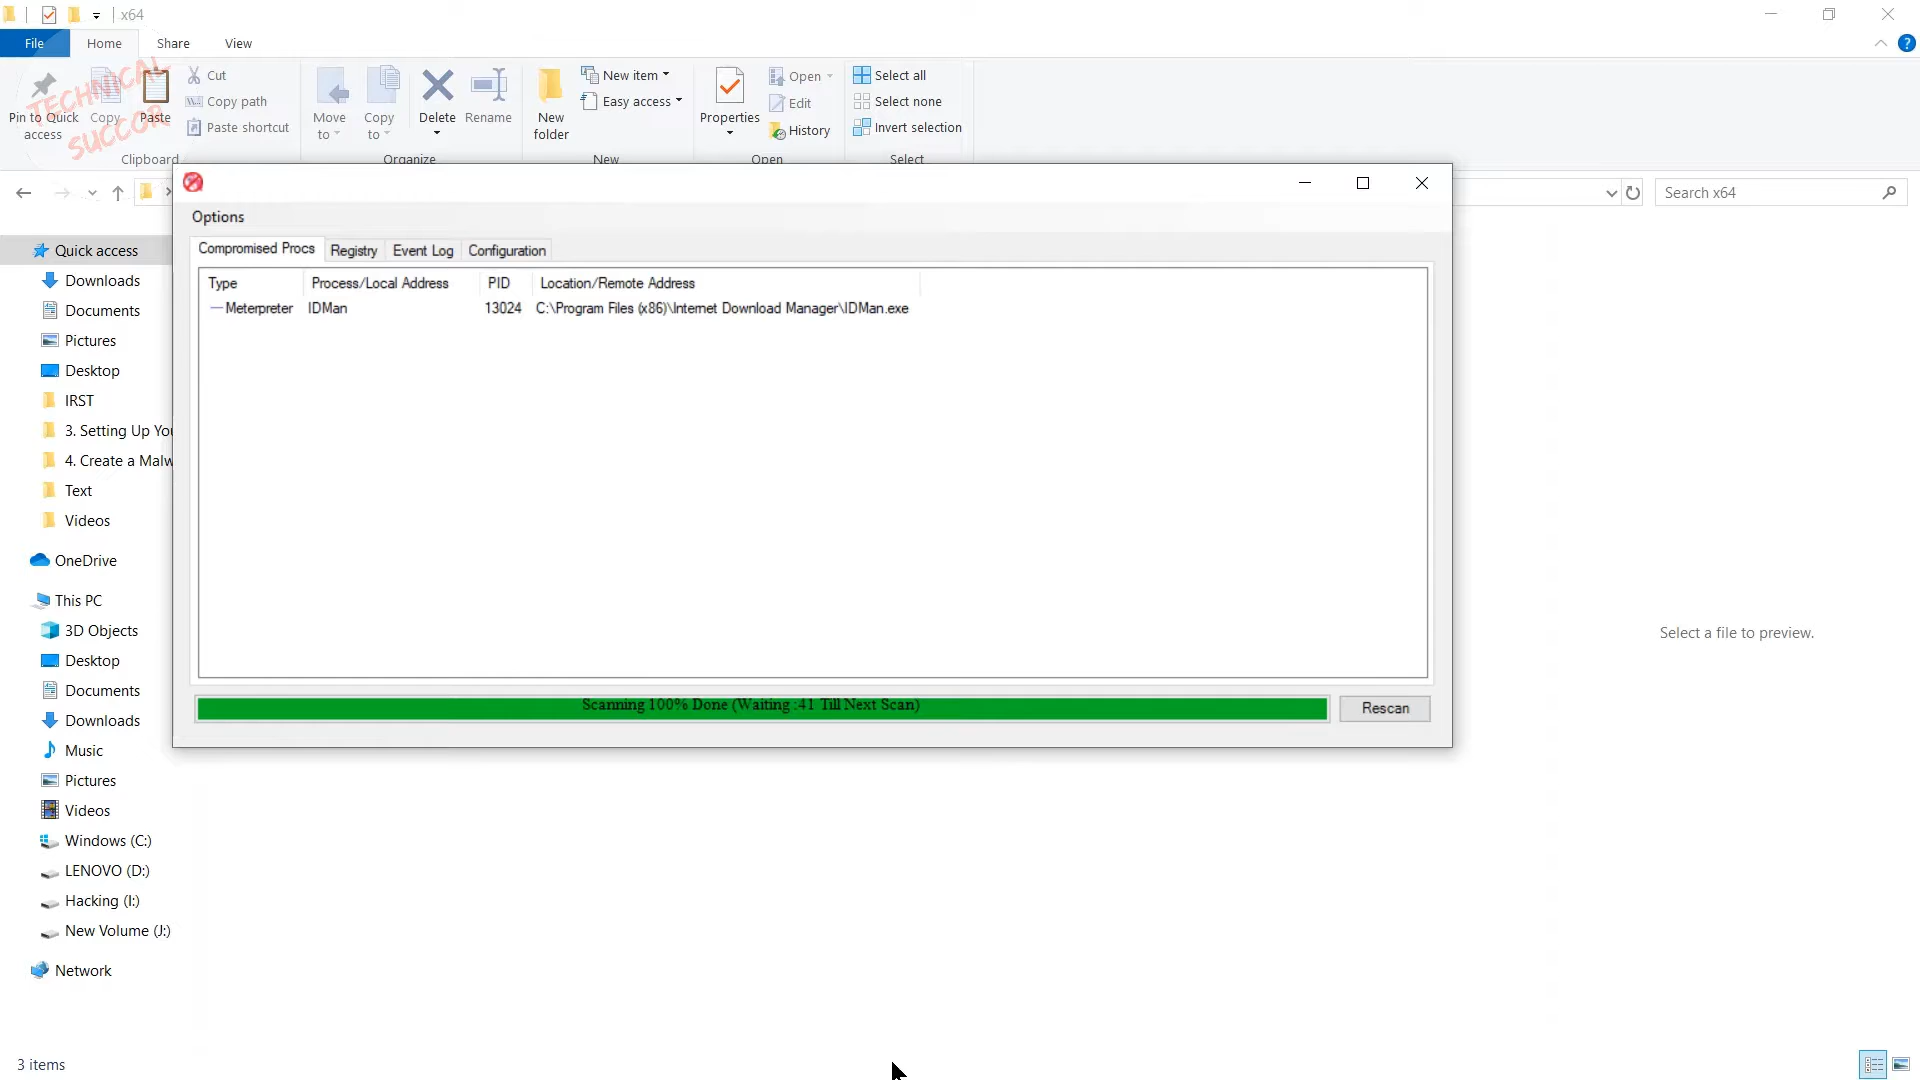 x64
File Home Share View
Pin to Quick access
Copy
Paste
Cut
Copy path
Paste shortcut
Clipboard
Move to
Copy to
Delete
Rename
Organize
New folder
New item
Easy access
New
Properties
Open
Edit
History
Open
Select all
Select none
Invert selection
Select
TECHNICAL
SUCCOR
Search x64
Quick access
Downloads
Documents
Pictures
Desktop
IRST
3. Setting Up You
4. Create a Malw
Text
Videos
OneDrive
This PC
3D Objects
Desktop
Documents
Downloads
Music
Pictures
Videos
Windows (C:)
LENOVO (D:)
Hacking (I:)
New Volume (J:)
Network
Options
Compromised Procs Registry Event Log Configuration
Type Process/Local Address PID Location/Remote Address
Meterpreter IDMan 13024 C:\Program Files (x86)\Internet Download Manager\IDMan.exe
Scanning 100% Done (Waiting :41 Till Next Scan)
Rescan
Select a file to preview.
3 items